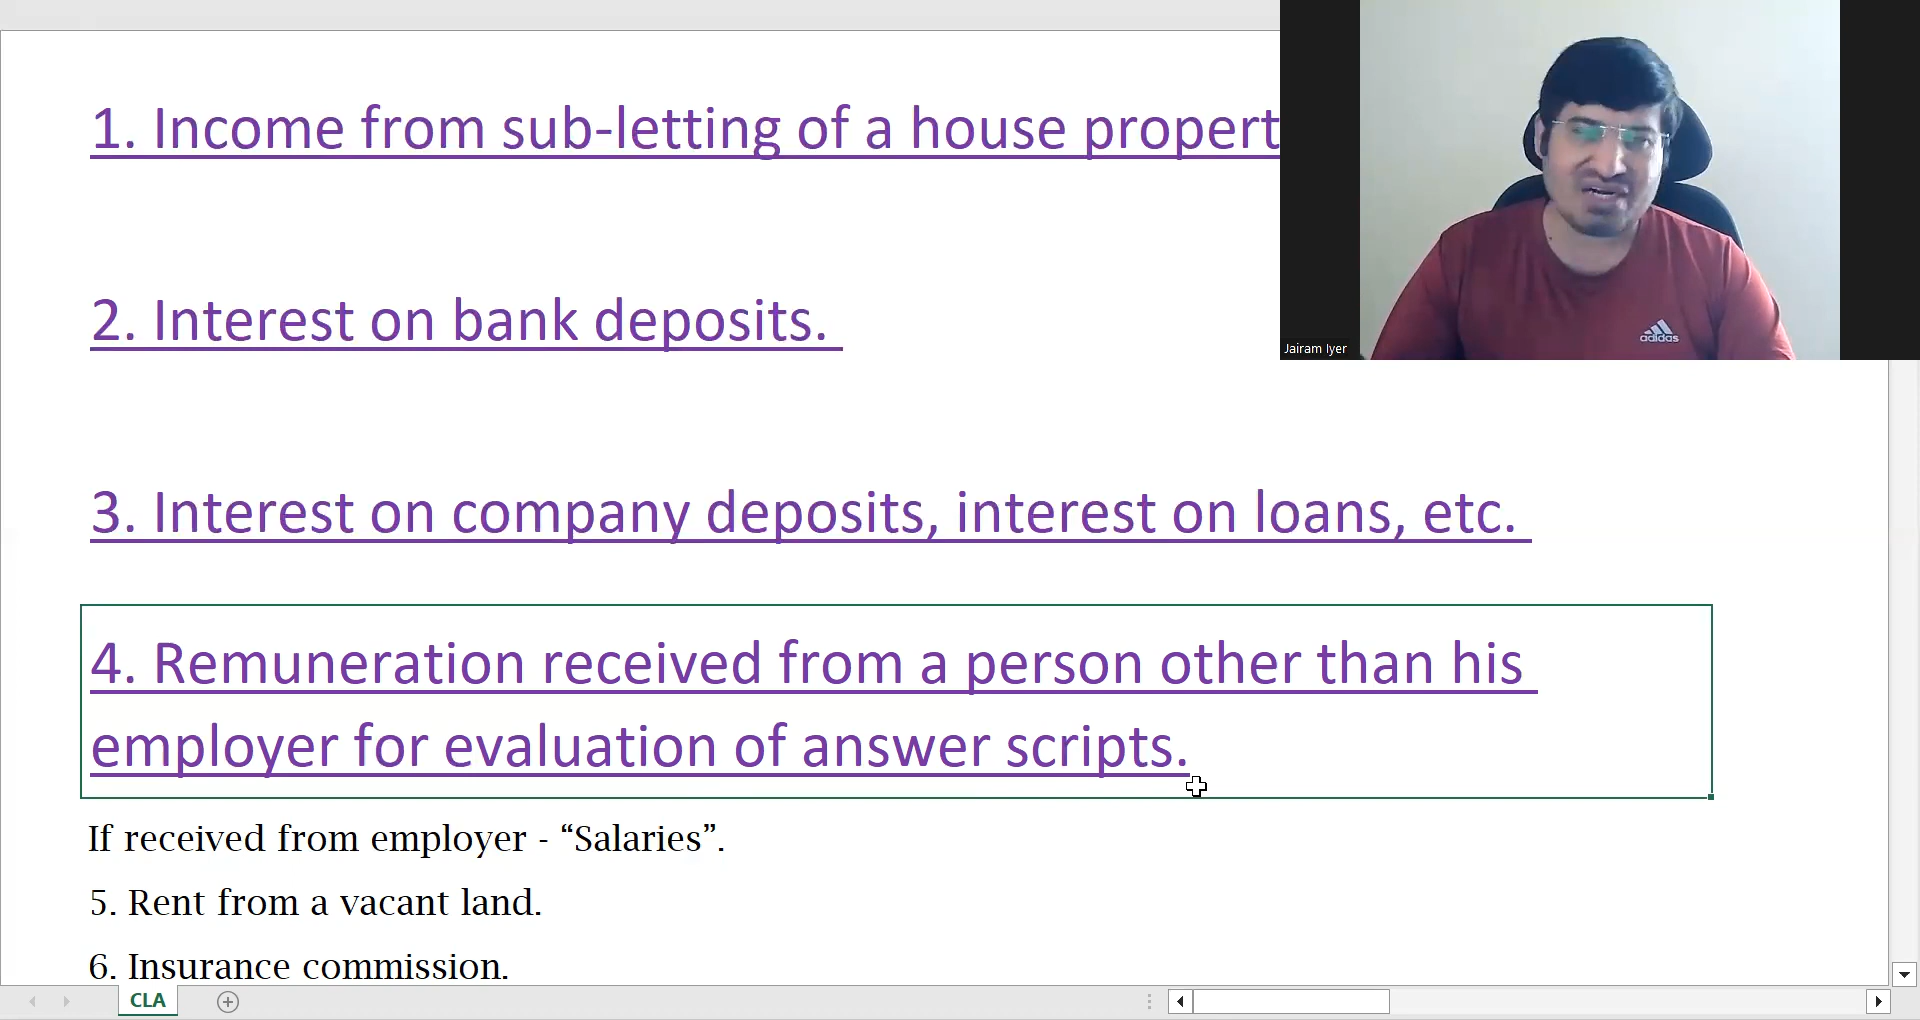 1. Income from sub-letting of a house propert
2. Interest on bank deposits.
3. Interest on company deposits, interest on loans, etc.
4. Remuneration received from a person other than his
employer for evaluation of answer scripts.
If received from employer - “Salaries”.
5. Rent from a vacant land.
6. Insurance commission.
adidas
Jairam Iyer
CLA